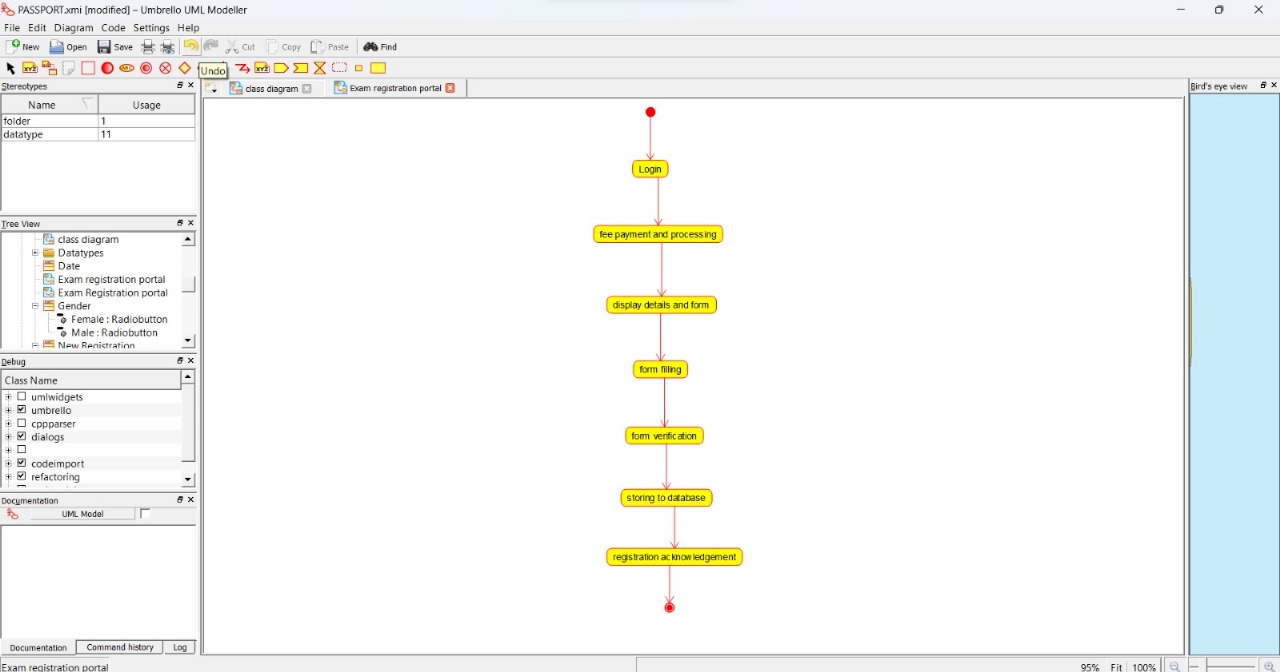 PASSPORT.xmi [modified] – Umbrello UML Modeller
File Edit Diagram Code Settings Help
New Open Save Cut Copy Paste Find
Undo
Stereotypes
Name Usage
folder 1
datatype 11
Tree View
class diagram
Datatypes
Date
Exam registration portal
Exam Registration portal
Gender
Female : Radiobutton
Male : Radiobutton
New Registration
Debug
Class Name
umlwidgets
umbrello
cppparser
dialogs
codeimport
refactoring
Documentation
UML Model
Documentation Command history Log
class diagram Exam registration portal
Login
fee payment and processing
display details and form
form filling
form verification
storing to database
registration acknowledgement
Bird's eye view
Exam registration portal
95% Fit 100%